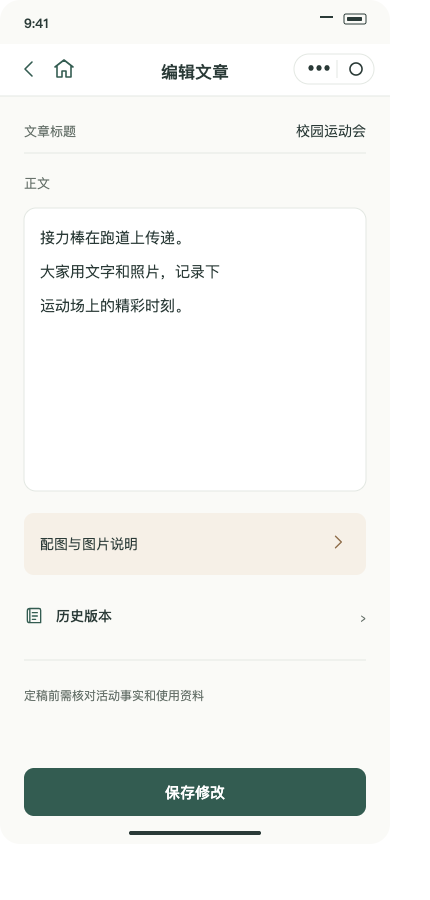 9:41
编辑文章
文章标题
校园运动会
正文
接力棒在跑道上传递。
大家用文字和照片，记录下
运动场上的精彩时刻。
配图与图片说明
历史版本
定稿前需核对活动事实和使用资料
保存修改